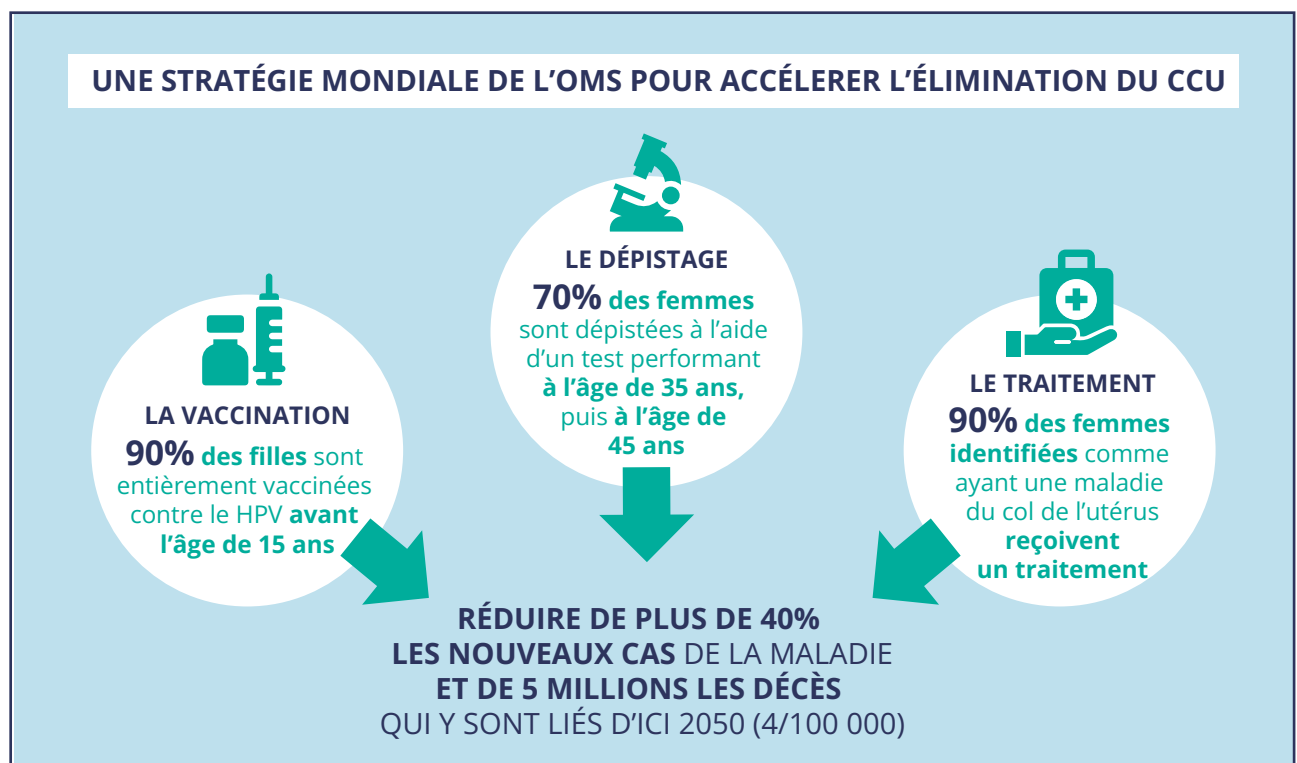 UNE STRATÉGIE MONDIALE DE L’OMS POUR ACCÉLERER L’ÉLIMINATION DU CCU
LA VACCINATION
90% des filles sont
entièrement vaccinées
contre le HPV avant
l’âge de 15 ans
LE DÉPISTAGE
70% des femmes
sont dépistées à l’aide
d’un test performant
à l’âge de 35 ans,
puis à l’âge de
45 ans
LE TRAITEMENT
90% des femmes
identifiées comme
ayant une maladie
du col de l’utérus
reçoivent
un traitement
RÉDUIRE DE PLUS DE 40%
LES NOUVEAUX CAS DE LA MALADIE
ET DE 5 MILLIONS LES DÉCÈS
QUI Y SONT LIÉS D’ICI 2050 (4/100 000)